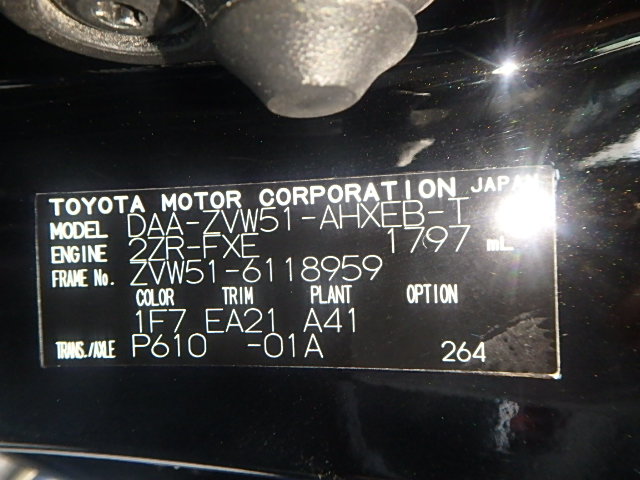 TOYOTA MOTOR CORPORATION JAPAN
MODEL DAA-ZVW51-AHXEB-T
ENGINE 2ZR-FXE 1797 mL
FRAME No. ZVW51-6118959
COLOR TRIM PLANT OPTION
1F7 EA21 A41
TRANS./AXLE P610 -01A 264